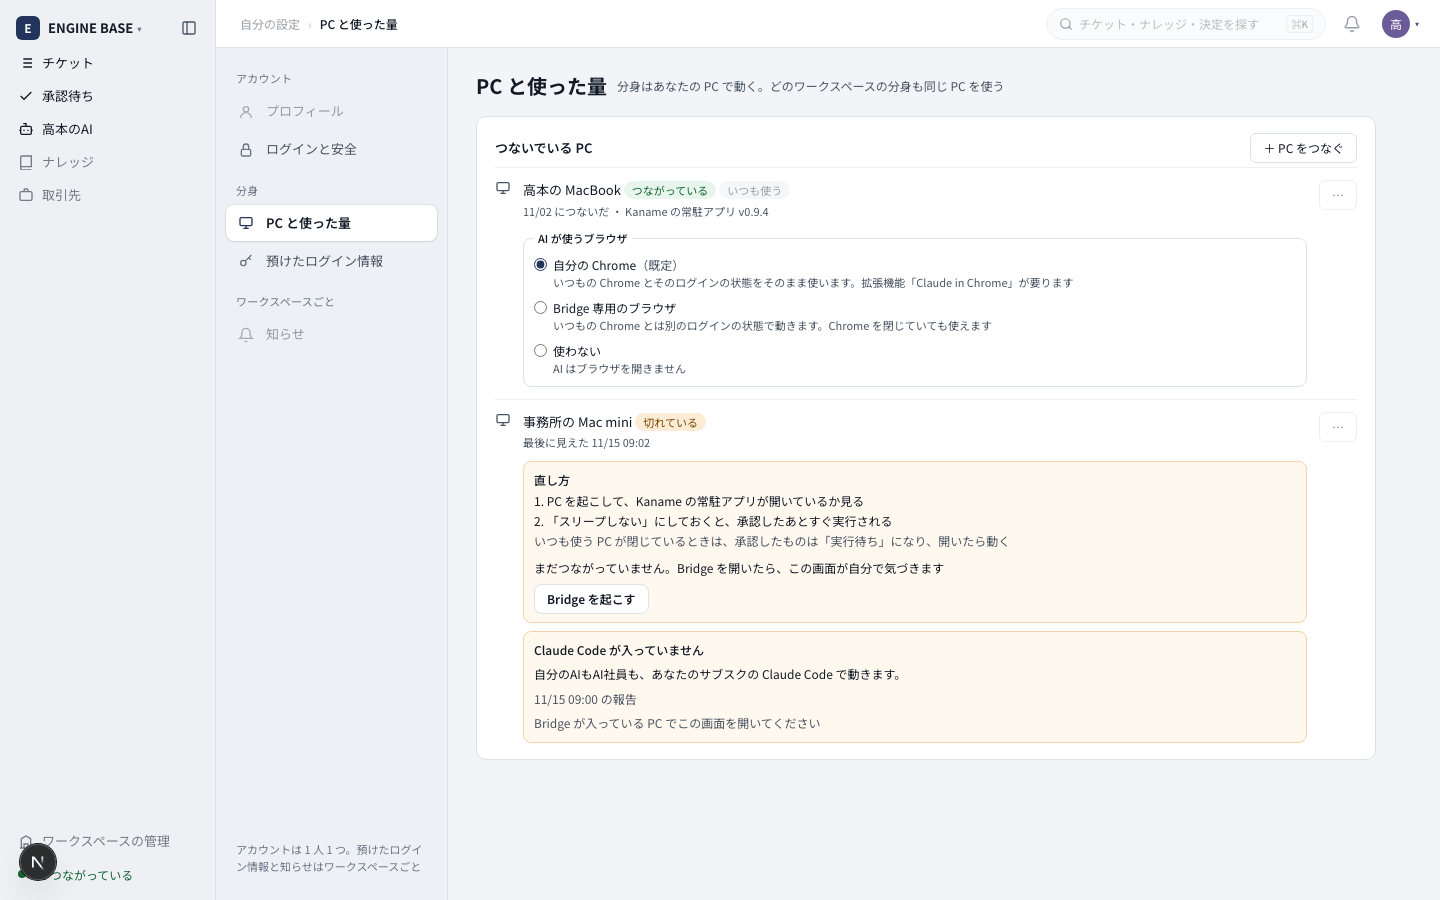 E ENGINE BASE
チケット
承認待ち
高本のAI
ナレッジ
取引先
ワークスペースの管理
つながっている
N
自分の設定 › PC と使った量
チケット・ナレッジ・決定を探す ⌘K
高
アカウント
プロフィール
ログインと安全
分身
PC と使った量
預けたログイン情報
ワークスペースごと
知らせ
アカウントは 1 人 1 つ。預けたログイ
ン情報と知らせはワークスペースごと
PC と使った量 分身はあなたの PC で動く。どのワークスペースの分身も同じ PC を使う
つないでいる PC
＋ PC をつなぐ
高本の MacBook つながっている いつも使う
…
11/02 につないだ ・ Kaname の常駐アプリ v0.9.4
AI が使うブラウザ
自分の Chrome（既定）
いつもの Chrome とそのログインの状態をそのまま使います。拡張機能「Claude in Chrome」が要ります
Bridge 専用のブラウザ
いつもの Chrome とは別のログインの状態で動きます。Chrome を閉じていても使えます
使わない
AI はブラウザを開きません
事務所の Mac mini 切れている
…
最後に見えた 11/15 09:02
直し方
1. PC を起こして、Kaname の常駐アプリが開いているか見る
2. 「スリープしない」にしておくと、承認したあとすぐ実行される
いつも使う PC が閉じているときは、承認したものは「実行待ち」になり、開いたら動く
まだつながっていません。Bridge を開いたら、この画面が自分で気づきます
Bridge を起こす
Claude Code が入っていません
自分のAIもAI社員も、あなたのサブスクの Claude Code で動きます。
11/15 09:00 の報告
Bridge が入っている PC でこの画面を開いてください